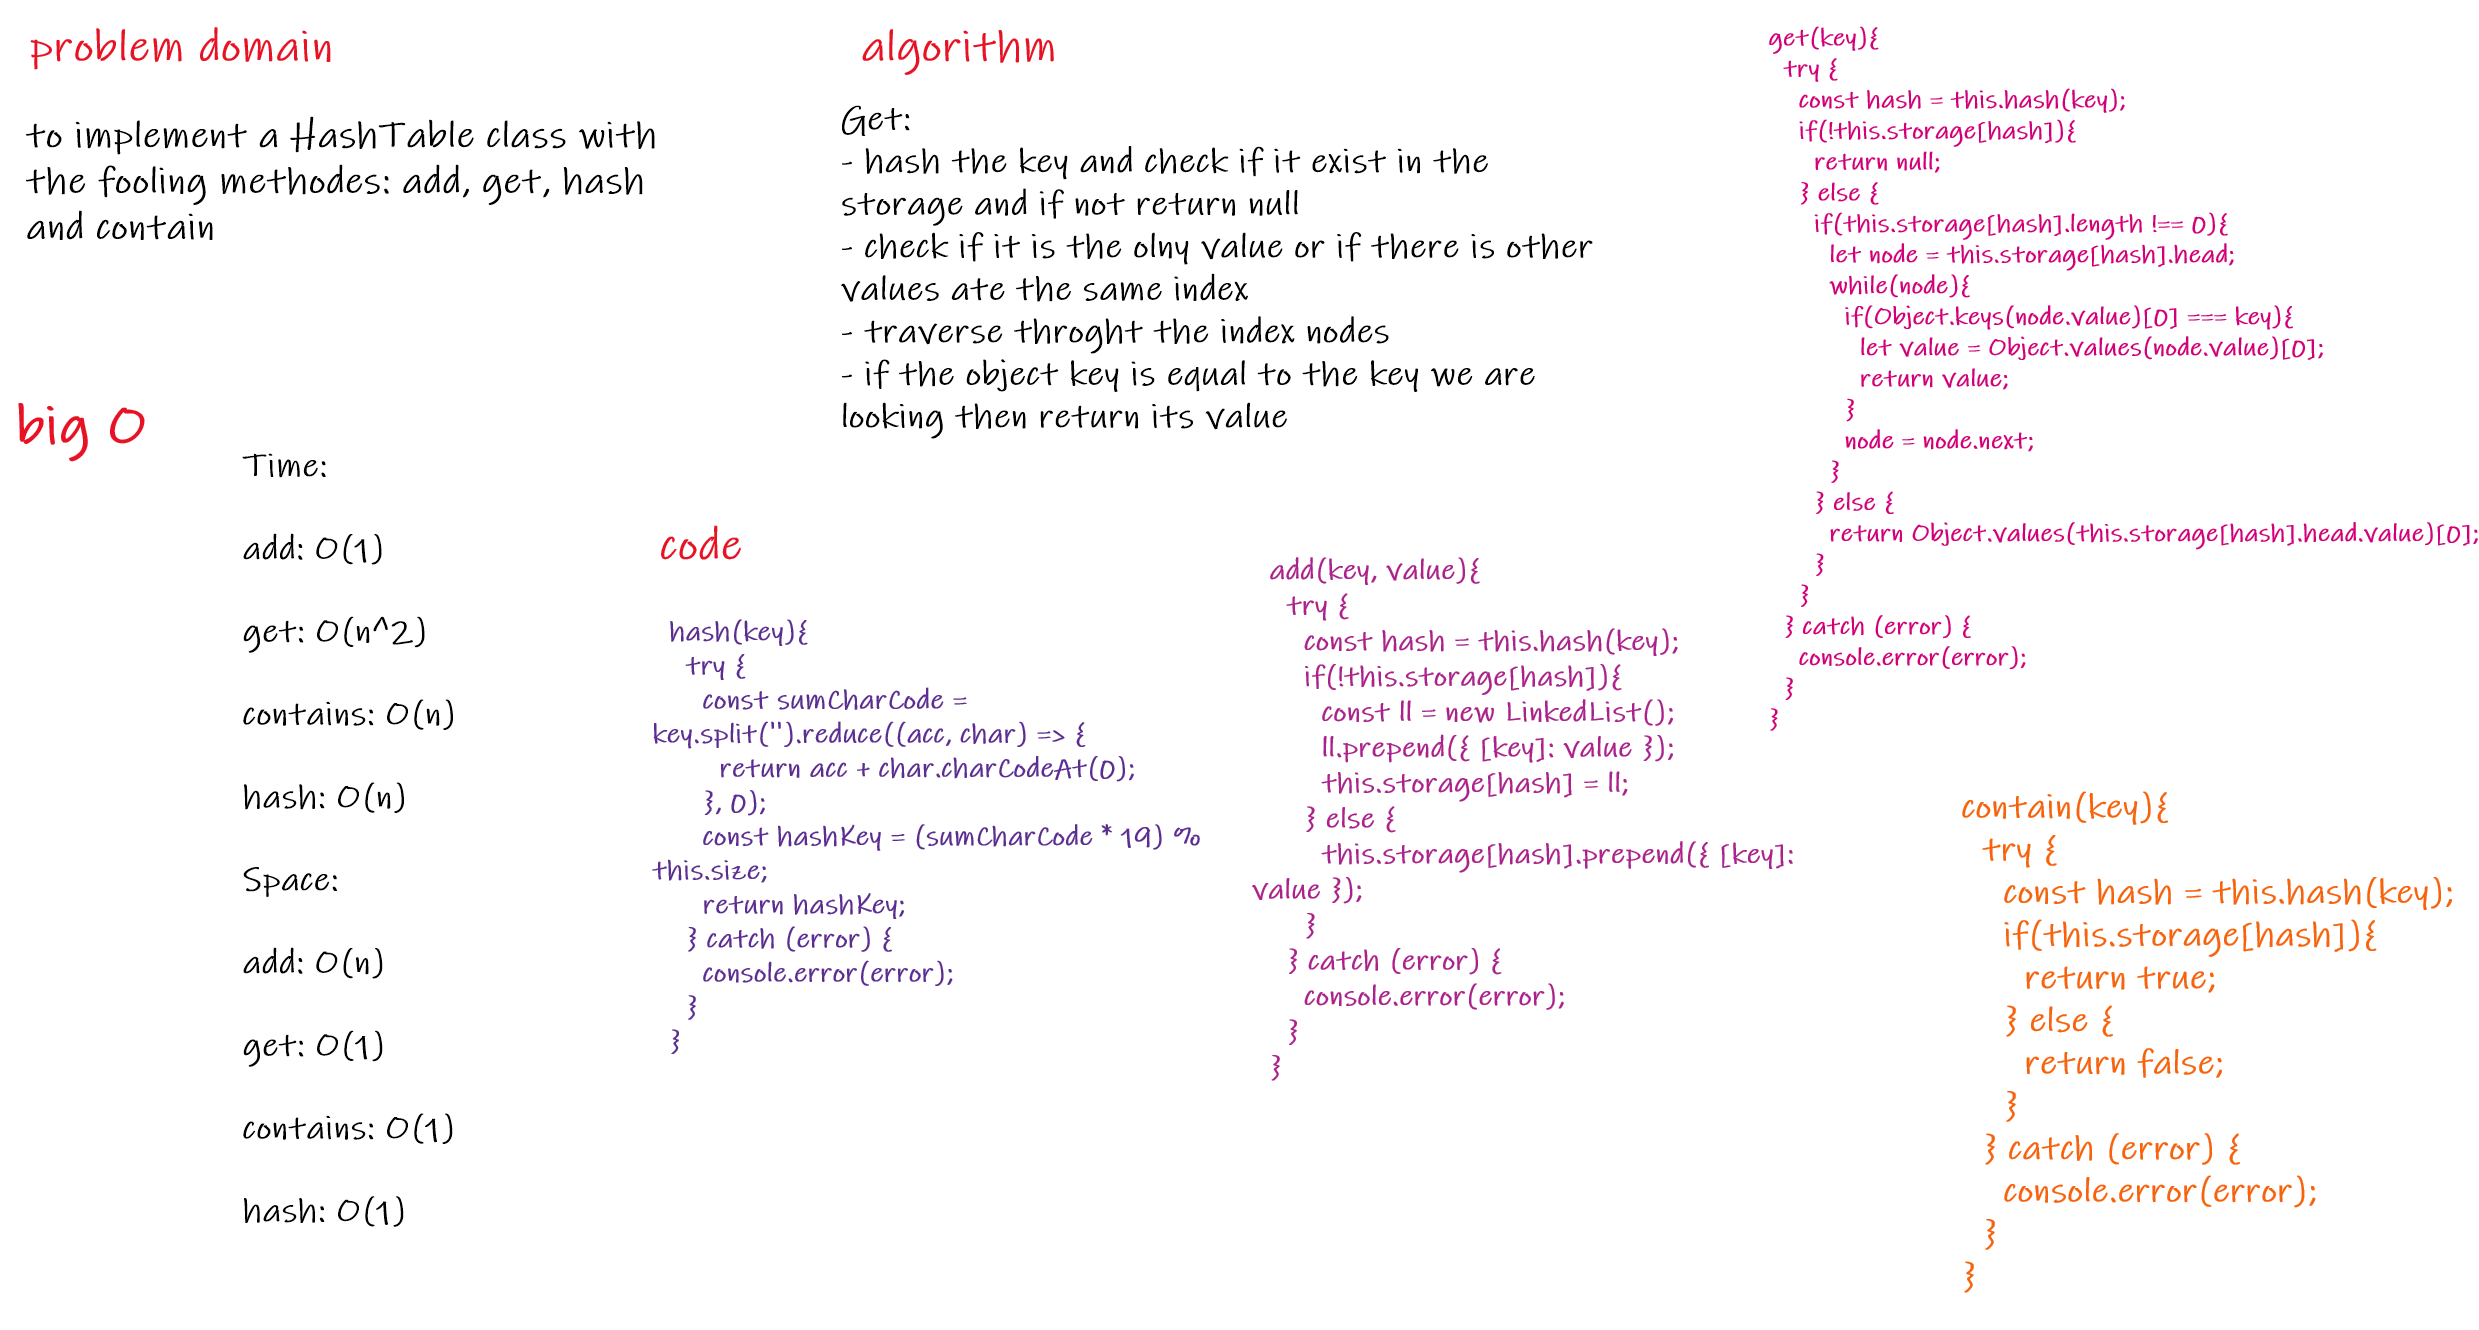 problem domain
to implement a HashTable class with
the fooling methodes: add, get, hash
and contain
big O
Time:
add: O(1)
get: O(n^2)
contains: O(n)
hash: O(n)
Space:
add: O(n)
get: O(1)
contains: O(1)
hash: O(1)
algorithm
Get:
- hash the key and check if it exist in the
storage and if not return null
- check if it is the olny value or if there is other
values ate the same index
- traverse throght the index nodes
- if the object key is equal to the key we are
looking then return its value
code
hash(key){
try {
const sumCharCode =
key.split('').reduce((acc, char) => {
return acc + char.charCodeAt(0);
}, 0);
const hashKey = (sumCharCode * 19) %
this.size;
return hashKey;
} catch (error) {
console.error(error);
}
}
add(key, value){
try {
const hash = this.hash(key);
if(!this.storage[hash]){
const ll = new LinkedList();
ll.prepend({ [key]: value });
this.storage[hash] = ll;
} else {
this.storage[hash].prepend({ [key]:
value });
}
} catch (error) {
console.error(error);
}
}
get(key){
try {
const hash = this.hash(key);
if(!this.storage[hash]){
return null;
} else {
if(this.storage[hash].length !== 0){
let node = this.storage[hash].head;
while(node){
if(Object.keys(node.value)[0] === key){
let value = Object.values(node.value)[0];
return value;
}
node = node.next;
}
} else {
return Object.values(this.storage[hash].head.value)[0];
}
}
} catch (error) {
console.error(error);
}
}
contain(key){
try {
const hash = this.hash(key);
if(this.storage[hash]){
return true;
} else {
return false;
}
} catch (error) {
console.error(error);
}
}